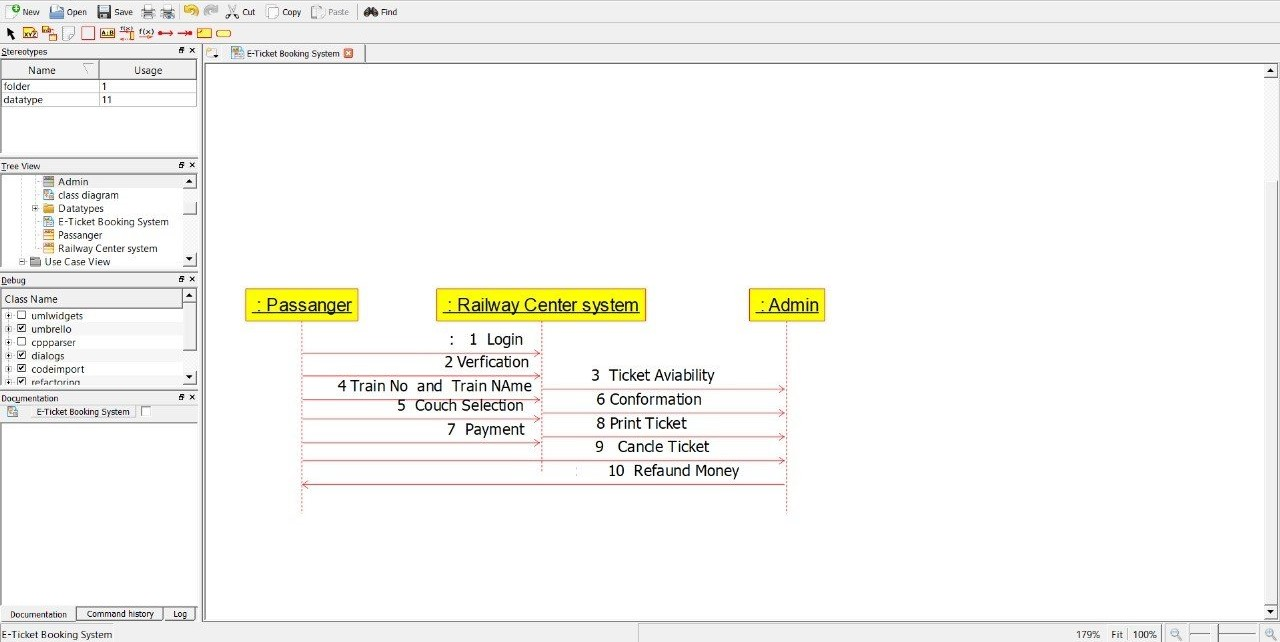 New Open Save Cut Copy Paste Find
Stereotypes
E-Ticket Booking System
Name Usage
folder 1
datatype 11
Tree View
Admin
class diagram
Datatypes
E-Ticket Booking System
Passanger
Railway Center system
Use Case View
Debug
Class Name
umlwidgets
umbrello
cppparser
dialogs
codeimport
refactoring
Documentation
E-Ticket Booking System
Documentation Command history Log
E-Ticket Booking System
: Passanger
: Railway Center system
: Admin
: 1 Login
2 Verfication
3 Ticket Aviability
4 Train No and Train NAme
6 Conformation
5 Couch Selection
8 Print Ticket
7 Payment
9 Cancle Ticket
10 Refaund Money
179% Fit 100%